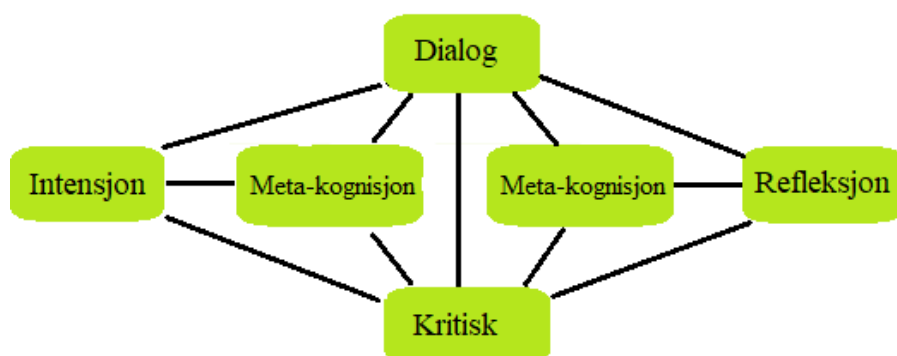 Dialog
Intensjon
Meta-kognisjon
Meta-kognisjon
Refleksjon
Kritisk